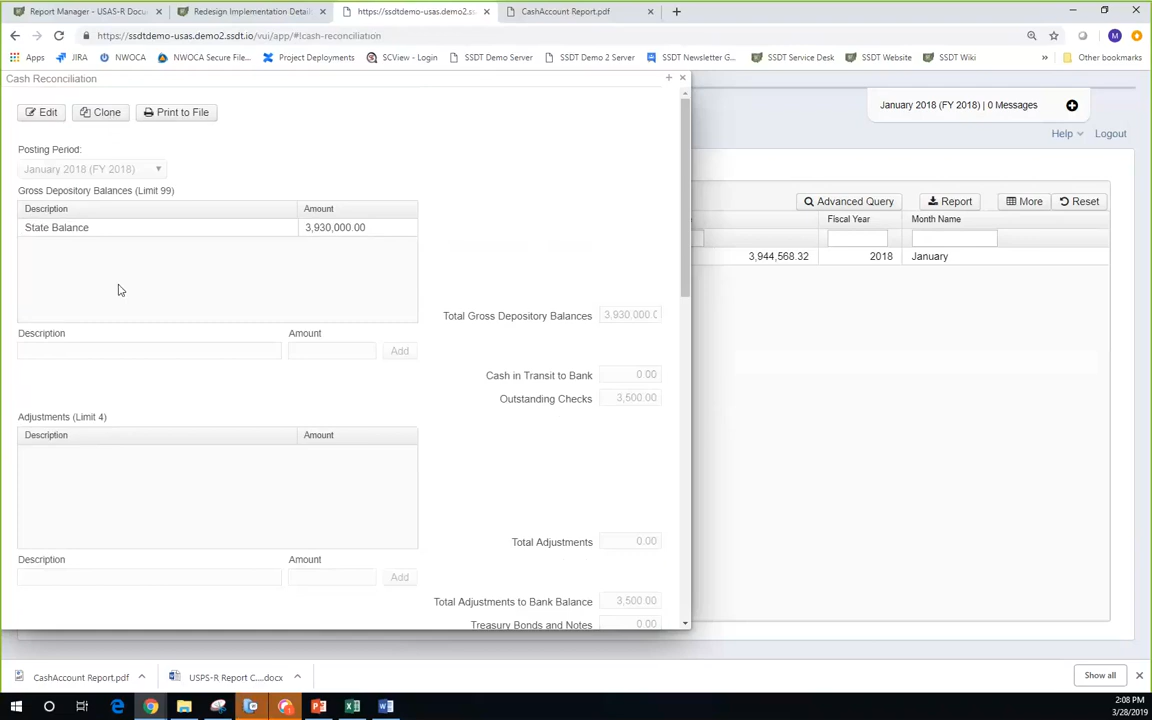 Report Manager - USAS-R Docu
Redesign Implementation Detail
https://ssdtdemo-usas.demo2.ss
CashAccount Report.pdf
https://ssdtdemo-usas.demo2.ssdt.io/vui/app/#!cash-reconciliation
M
Apps
JIRA
NWOCA
NWOCA Secure File...
Project Deployments
SCView - Login
SSDT Demo Server
SSDT Demo 2 Server
SSDT Newsletter G...
SSDT Service Desk
SSDT Website
SSDT Wiki
»
Other bookmarks
Cash Reconciliation
January 2018 (FY 2018) | 0 Messages
Help
Logout
Edit
Clone
Print to File
Posting Period:
January 2018 (FY 2018)
Gross Depository Balances (Limit 99)
Description Amount
State Balance 3,930,000.00
Total Gross Depository Balances 3,930,000.0
Description Amount
Add
Cash in Transit to Bank 0.00
Outstanding Checks 3,500.00
Adjustments (Limit 4)
Description Amount
Total Adjustments 0.00
Description Amount
Add
Total Adjustments to Bank Balance 3,500.00
Treasury Bonds and Notes 0.00
Advanced Query
Report
More
Reset
Fiscal Year Month Name
3,944,568.32 2018 January
CashAccount Report.pdf
USPS-R Report C....docx
Show all
2:08 PM
3/28/2019